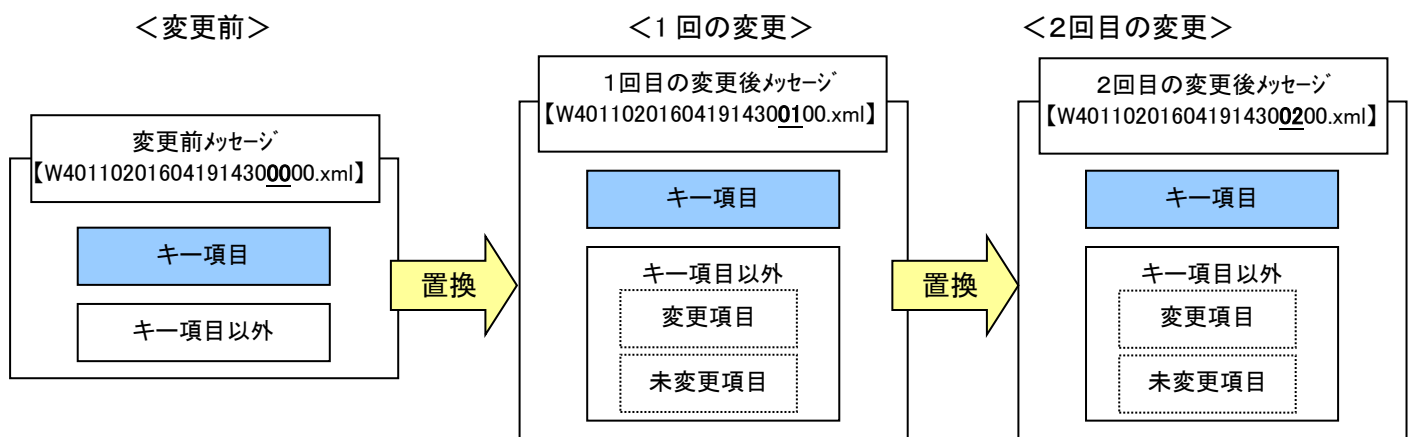 ＜変更前＞
＜１回の変更＞
＜２回目の変更＞
変更前ﾒｯｾｰｼﾞ
【W40110201604191430000​0.xml】
キー項目
キー項目以外
置換
１回目の変更後ﾒｯｾｰｼﾞ
【W401102016041914300100.xml】
キー項目
キー項目以外
変更項目
未変更項目
置換
２回目の変更後ﾒｯｾｰｼﾞ
【W401102016041914300200.xml】
キー項目
キー項目以外
変更項目
未変更項目